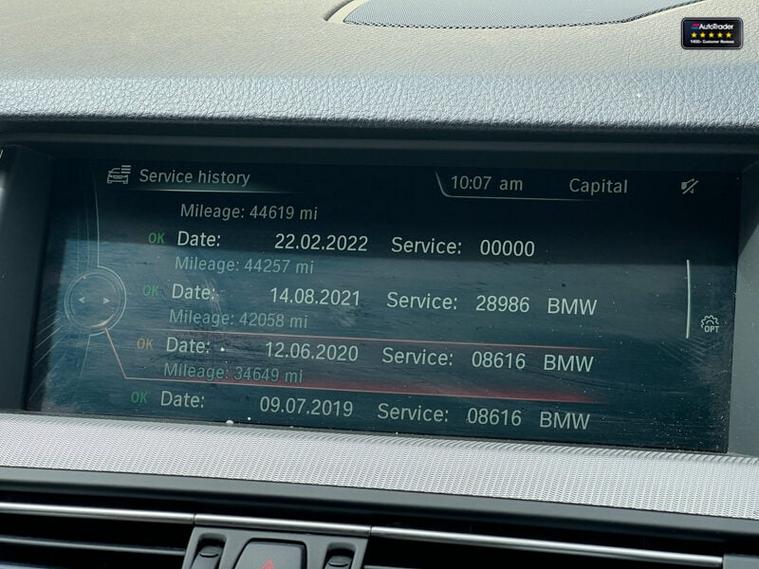 AutoTrader
Service history
10:07 am
Capital
Mileage: 44619 mi
OK Date: 22.02.2022 Service: 00000
Mileage: 44257 mi
OK Date: 14.08.2021 Service: 28986 BMW
Mileage: 42058 mi
OK Date: 12.06.2020 Service: 08616 BMW
Mileage: 34649 mi
OK Date: 09.07.2019 Service: 08616 BMW
OPT